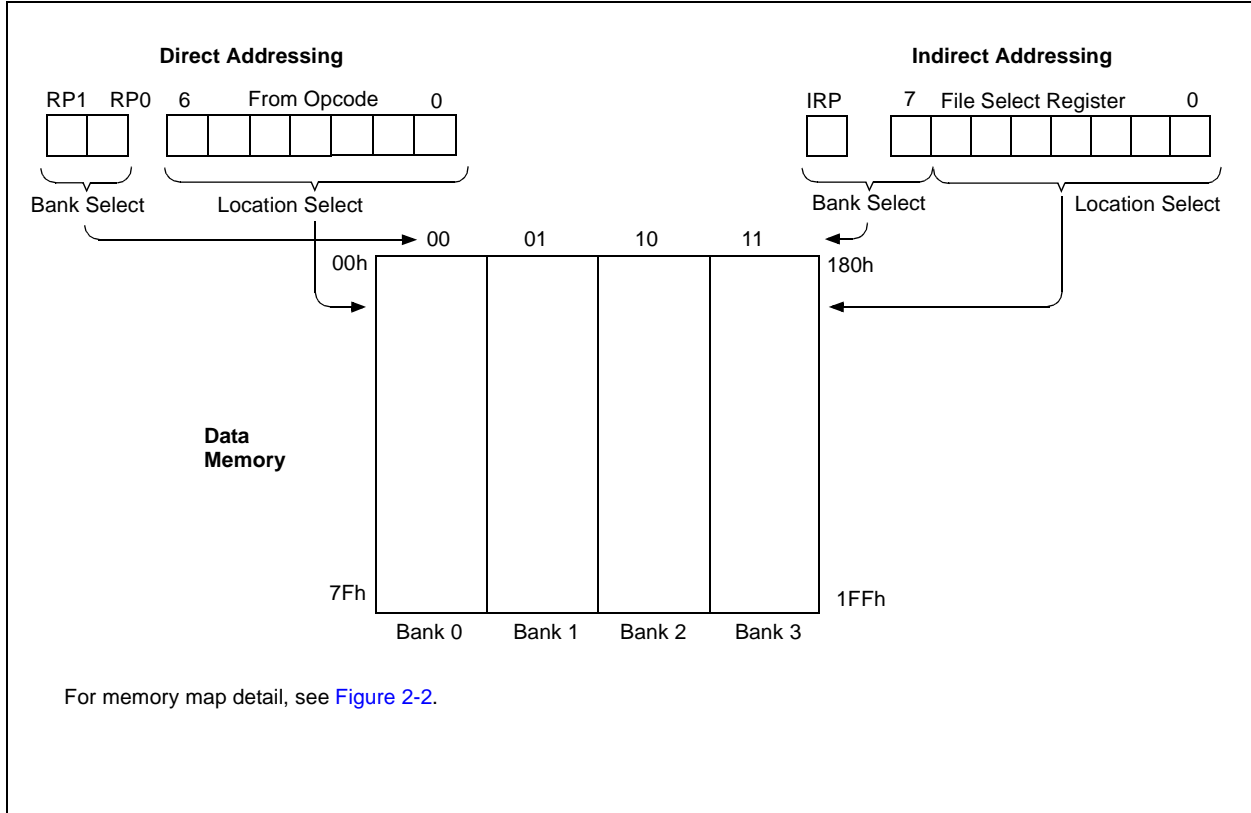 Direct Addressing
Indirect Addressing
RP1 RP0 6 From Opcode 0
IRP 7 File Select Register 0
Bank Select Location Select
Bank Select Location Select
00 01 10 11
00h 180h
Data
Memory
7Fh 1FFh
Bank 0 Bank 1 Bank 2 Bank 3
For memory map detail, see Figure 2-2.